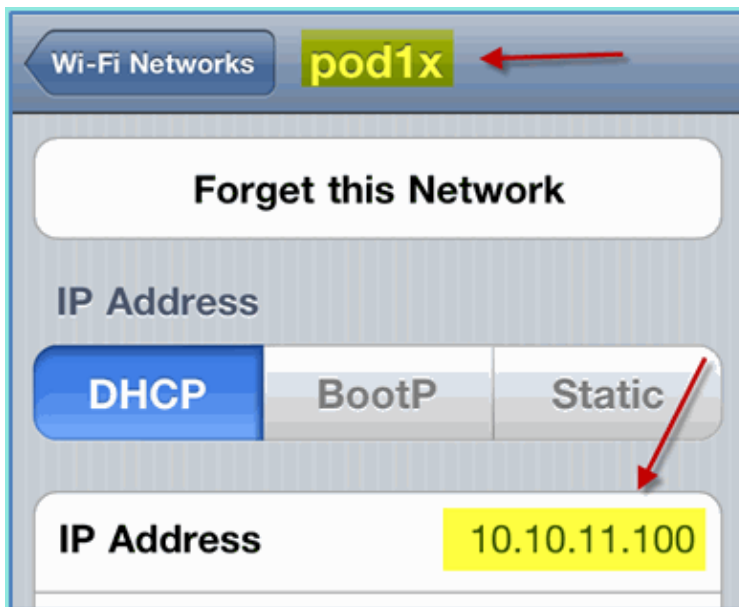 Wi-Fi Networks pod1x
Forget this Network
IP Address
DHCP BootP Static
IP Address 10.10.11.100